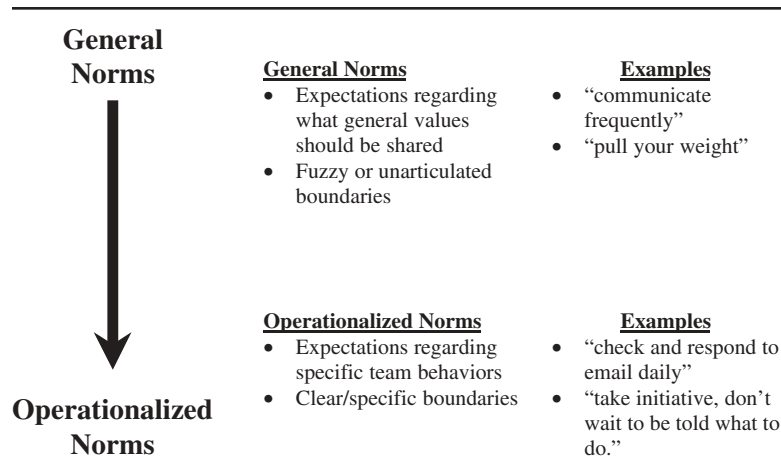 General
Norms
General Norms
• Expectations regarding
what general values
should be shared
• Fuzzy or unarticulated
boundaries
Examples
• “communicate
frequently”
• “pull your weight”
Operationalized Norms
• Expectations regarding
specific team behaviors
• Clear/specific boundaries
Examples
• “check and respond to
email daily”
• “take initiative, don’t
wait to be told what to
do.”
Operationalized
Norms